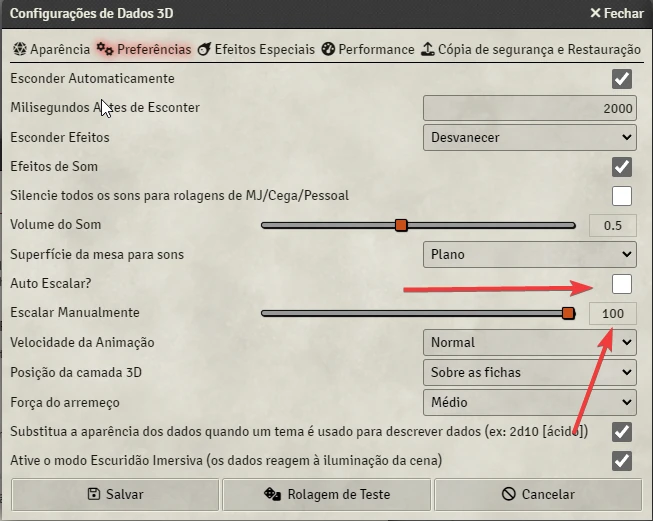 Configurações de Dados 3D Fechar
Aparência Preferências Efeitos Especiais Performance Cópia de segurança e Restauração
Esconder Automaticamente
Milisegundos Antes de Esconter 2000
Esconder Efeitos Desvanecer
Efeitos de Som
Silencie todos os sons para rolagens de MJ/Cega/Pessoal
Volume do Som 0.5
Superfície da mesa para sons Plano
Auto Escalar?
Escalar Manualmente 100
Velocidade da Animação Normal
Posição da camada 3D Sobre as fichas
Força do arremeço Médio
Substitua a aparência dos dados quando um tema é usado para descrever dados (ex: 2d10 [ácido])
Ative o modo Escuridão Imersiva (os dados reagem à iluminação da cena)
Salvar Rolagem de Teste Cancelar